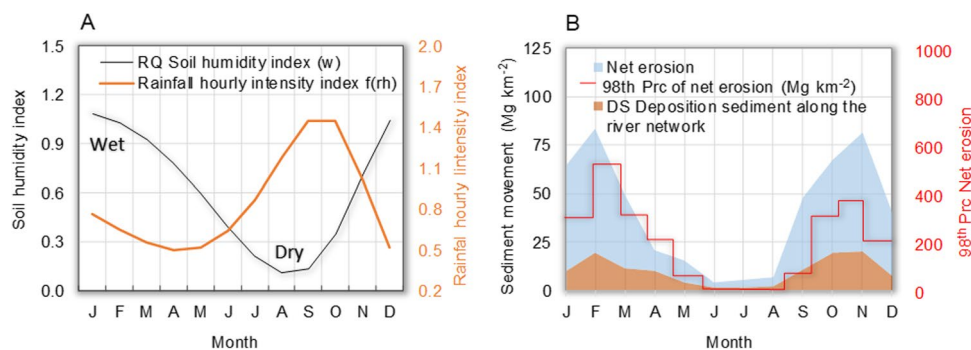 A
1.5
1.2
0.9
0.6
0.3
0.0
Soil humidity index
RQ Soil humidity index (w)
Rainfall hourly intensity index f(rh)
Wet
Dry
2.0
1.7
1.4
1.1
0.8
0.5
0.2
Rainfall hourly lintensity index
J F M A M J J A S O N D
Month
B
125
100
75
50
25
0
Sediment movement (Mg km-2)
Net erosion
98th Prc of net erosion (Mg km-2)
DS Deposition sediment along the
river network
1000
800
600
400
200
0
98th Prc Net erosion
J F M A M J J A S O N D
Month